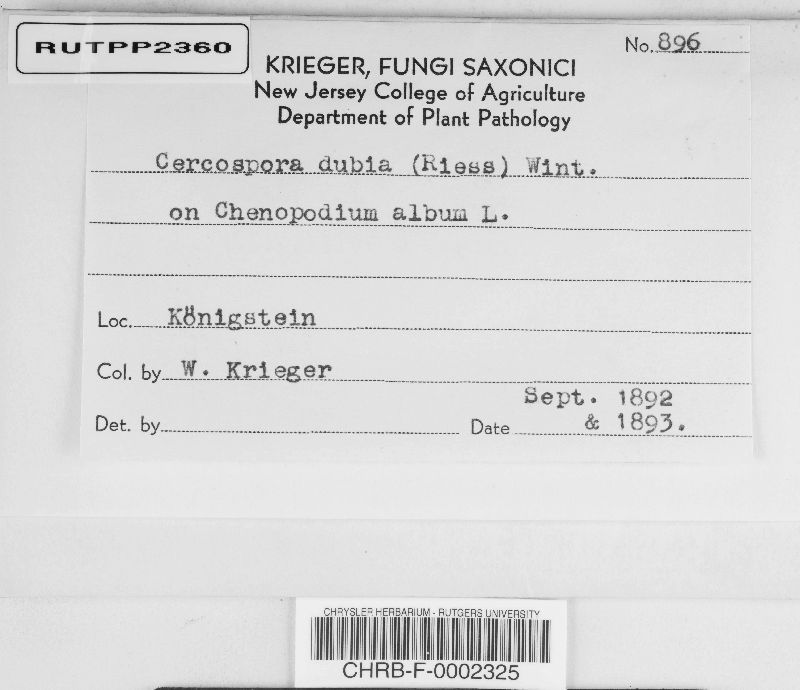 RUTPP2360
No. 896
KRIEGER, FUNGI SAXONICI
New Jersey College of Agriculture
Department of Plant Pathology
Cercospora dubia (Riess) Wint.
on Chenopodium album L.
Loc. Königstein
Col. by W. Krieger
Sept. 1892
Det. by Date & 1893.
CHRYSLER HERBARIUM - RUTGERS UNIVERSITY
CHRB-F-0002325